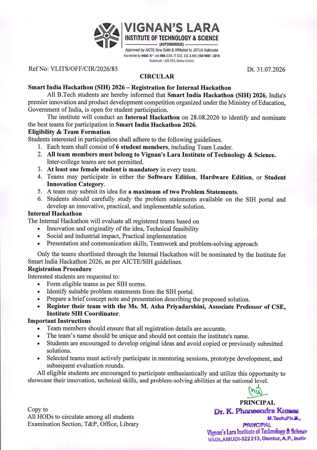 VIGNAN'S LARA
INSTITUTE OF TECHNOLOGY & SCIENCE
(AUTONOMOUS)
Approved by AICTE New Delhi & Affiliated to JNTUK Kakinada
Vadlamudi - 522 213, Guntur District
Ref No: VLITS/OFF/CIR/2026/85
Dt. 31.07.2026
CIRCULAR
Smart India Hackathon (SIH) 2026 – Registration for Internal Hackathon
All B.Tech students are hereby informed that Smart India Hackathon (SIH) 2026, India's
premier innovation and product development competition organized under the Ministry of Education,
Government of India, is open for student participation.
The institute will conduct an Internal Hackathon on 28.08.2026 to identify and nominate
the best teams for participation in Smart India Hackathon 2026.
Eligibility & Team Formation
Students interested in participation shall adhere to the following guidelines.
1. Each team shall consist of 6 student members, including Team Leader.
2. All team members must belong to Vignan's Lara Institute of Technology & Science.
Inter-college teams are not permitted.
3. At least one female student is mandatory in every team.
4. Teams may participate in either the Software Edition, Hardware Edition, or Student
Innovation Category.
5. A team may submit its idea for a maximum of two Problem Statements.
6. Students should carefully study the problem statements available on the SIH portal and
develop an innovative, practical, and implementable solution.
Internal Hackathon
The Internal Hackathon will evaluate all registered teams based on
• Innovation and originality of the idea, Technical feasibility
• Social and industrial impact, Practical implementation
• Presentation and communication skills, Teamwork and problem-solving approach
Only the teams shortlisted through the Internal Hackathon will be nominated by the Institute for
Smart India Hackathon 2026, as per AICTE/SIH guidelines.
Registration Procedure
Interested students are requested to:
• Form eligible teams as per SIH norms.
• Identify suitable problem statements from the SIH portal.
• Prepare a brief concept note and presentation describing the proposed solution.
• Register their team with the Ms. M. Asha Priyadarshini, Associate Professor of CSE,
Institute SIH Coordinator.
Important Instructions
• Team members should ensure that all registration details are accurate.
• The team's name should be unique and should not contain the institute's name.
• Students are encouraged to develop original ideas and avoid copied or previously submitted
solutions.
• Selected teams must actively participate in mentoring sessions, prototype development, and
subsequent evaluation rounds.
All eligible students are encouraged to participate enthusiastically and utilize this opportunity to
showcase their innovation, technical skills, and problem-solving abilities at the national level.
PRINCIPAL
Dr. K. Phaneendra Kumar
M.Tech,Ph.D.,
PRINCIPAL
Vignan's Lara Institute of Technology & Science
VADLAMUDI-522 213, Guntur, A.P., India
Copy to
All HODs to circulate among all students
Examination Section, T&P, Office, Library